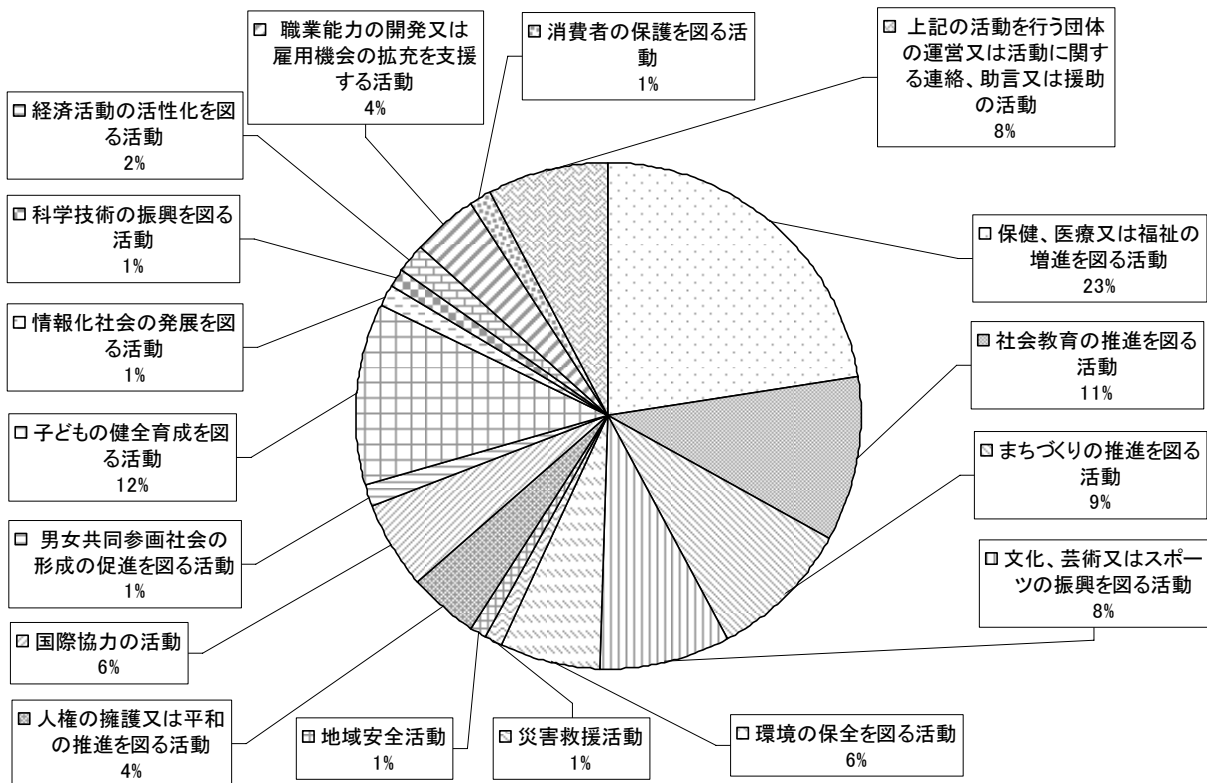 職業能力の開発又は
雇用機会の拡充を支援
する活動
4%
消費者の保護を図る活
動
1%
上記の活動を行う団体
の運営又は活動に関す
る連絡、助言又は援助
の活動
8%
経済活動の活性化を図
る活動
2%
科学技術の振興を図る
活動
1%
情報化社会の発展を図
る活動
1%
子どもの健全育成を図
る活動
12%
男女共同参画社会の
形成の促進を図る活動
1%
国際協力の活動
6%
人権の擁護又は平和
の推進を図る活動
4%
地域安全活動
1%
災害救援活動
1%
環境の保全を図る活動
6%
文化、芸術又はスポー
ツの振興を図る活動
8%
まちづくりの推進を図る
活動
9%
社会教育の推進を図る
活動
11%
保健、医療又は福祉の
増進を図る活動
23%